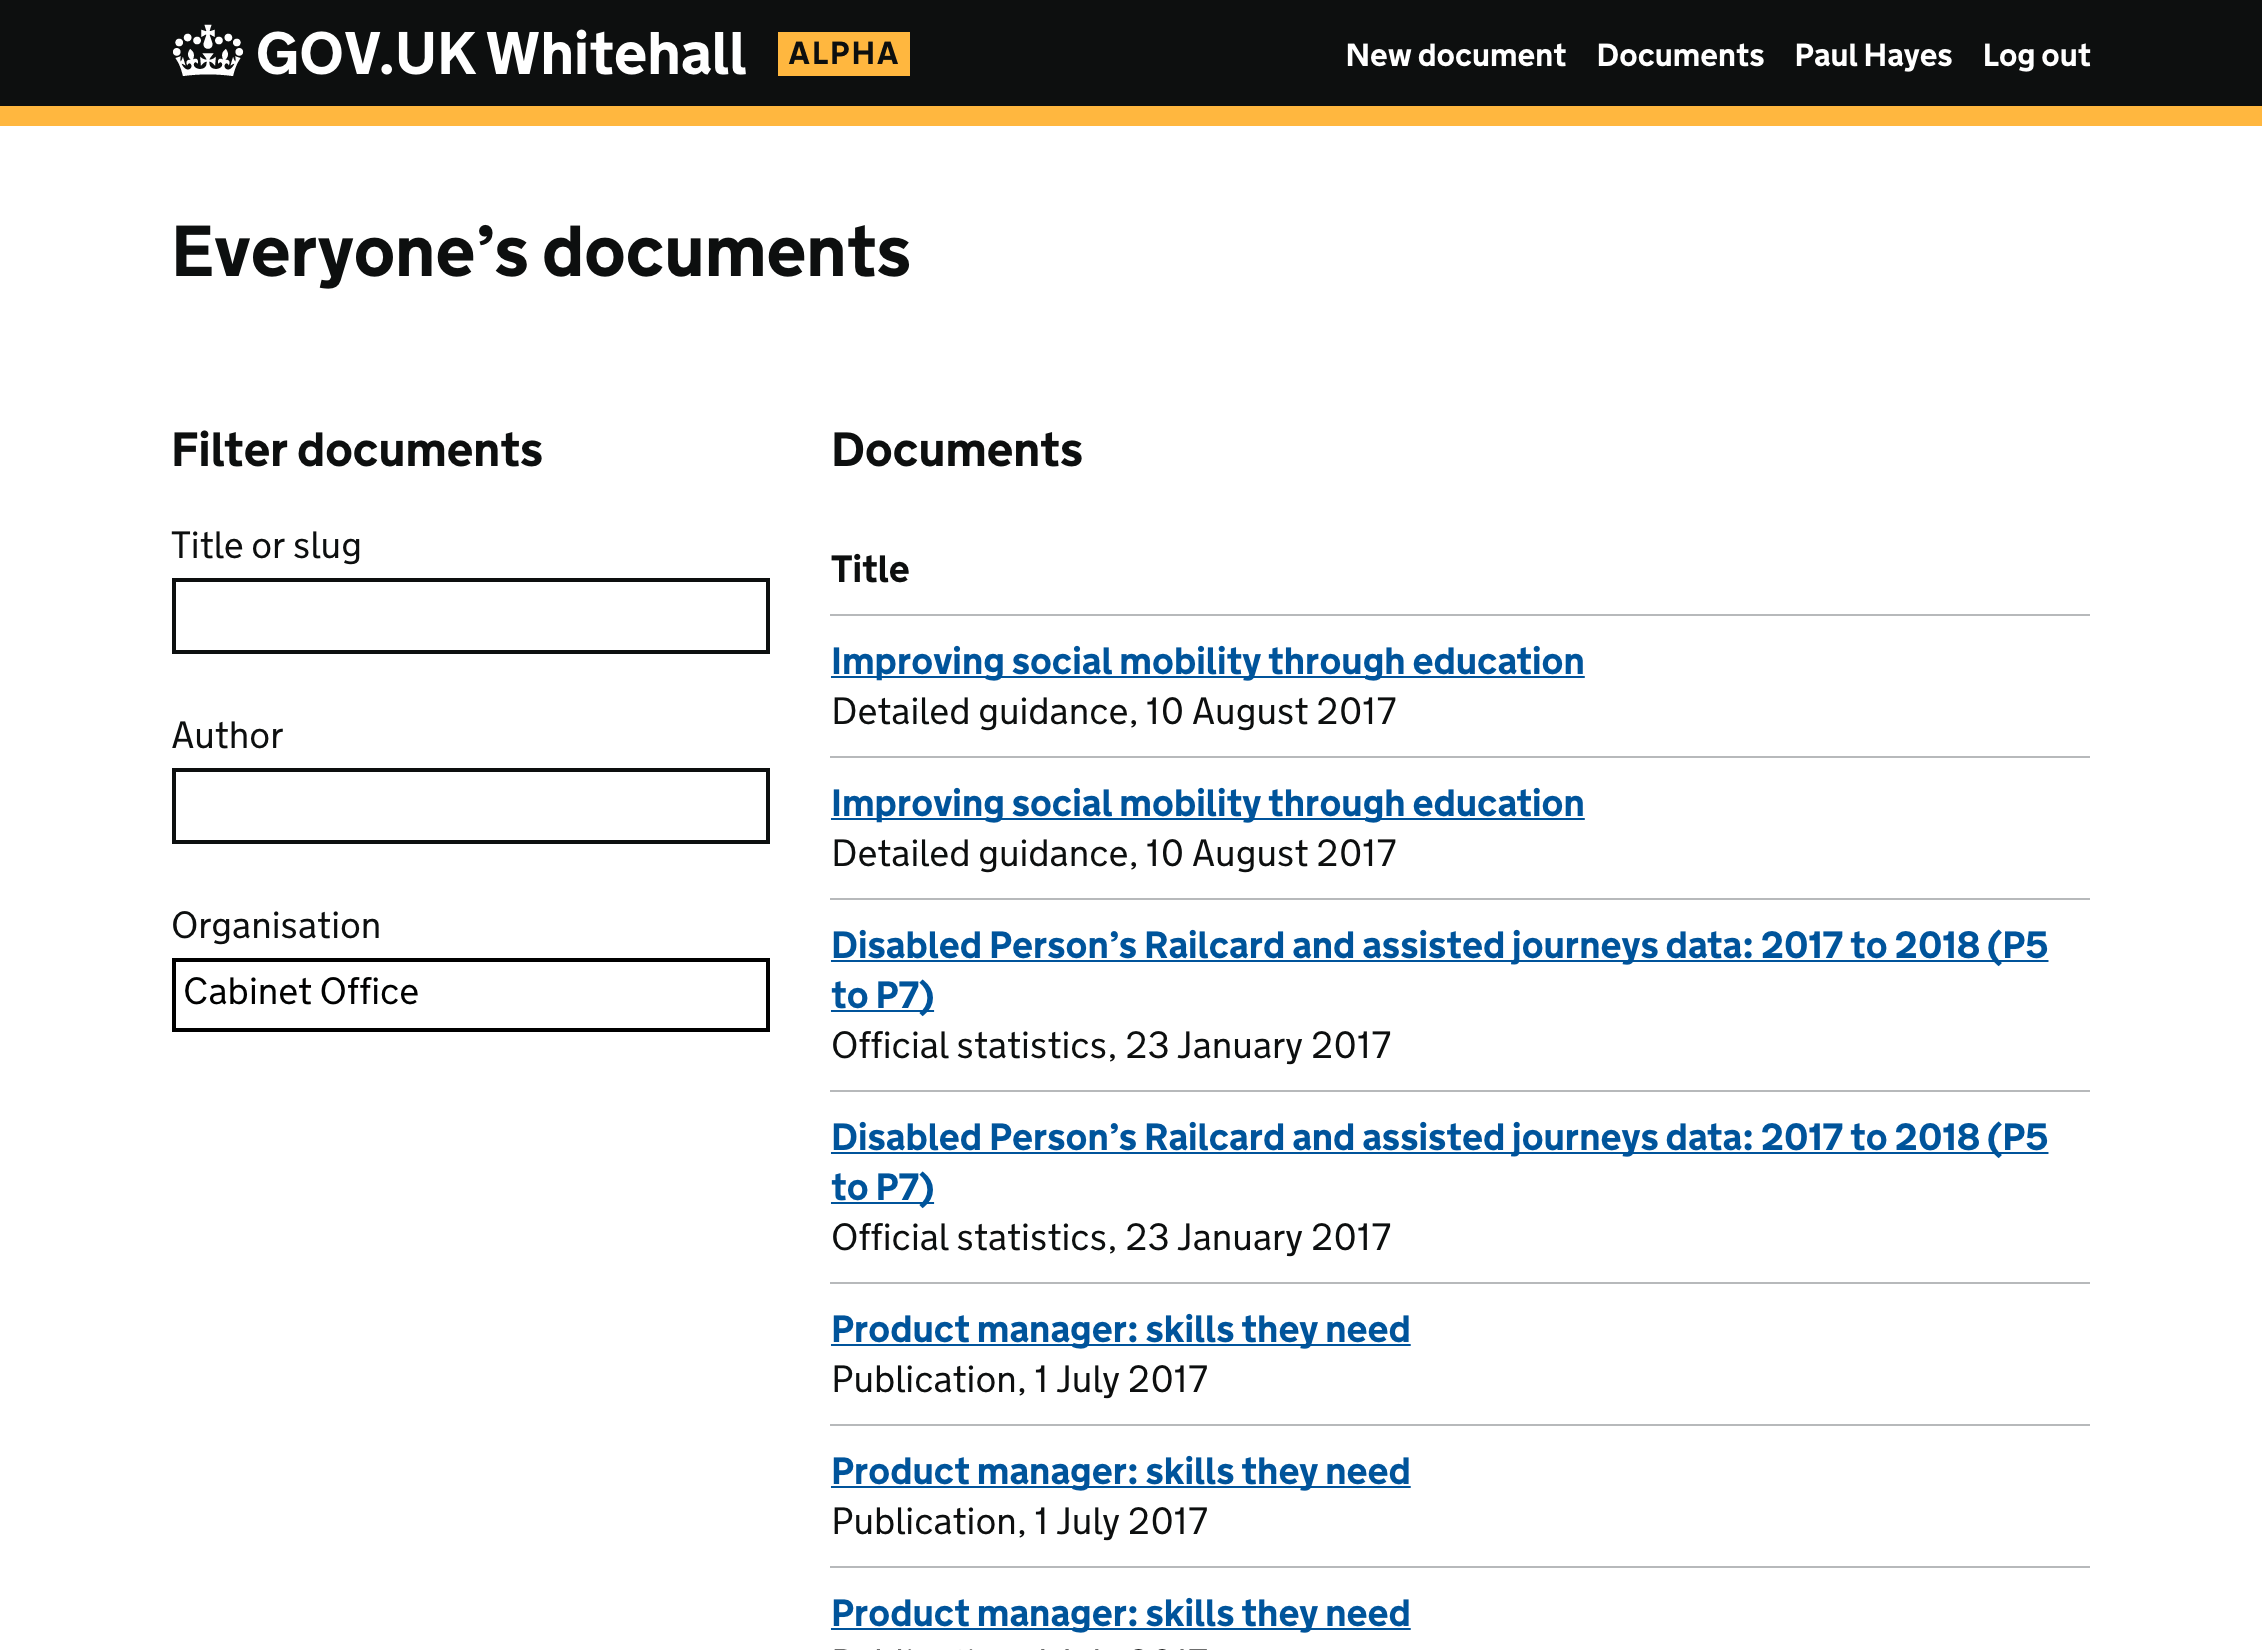 GOV.UK Whitehall ALPHA
New document Documents Paul Hayes Log out
Everyone’s documents
Filter documents
Title or slug
Author
Organisation
Cabinet Office
Documents
Title
Improving social mobility through education
Detailed guidance, 10 August 2017
Improving social mobility through education
Detailed guidance, 10 August 2017
Disabled Person’s Railcard and assisted journeys data: 2017 to 2018 (P5
to P7)
Official statistics, 23 January 2017
Disabled Person’s Railcard and assisted journeys data: 2017 to 2018 (P5
to P7)
Official statistics, 23 January 2017
Product manager: skills they need
Publication, 1 July 2017
Product manager: skills they need
Publication, 1 July 2017
Product manager: skills they need